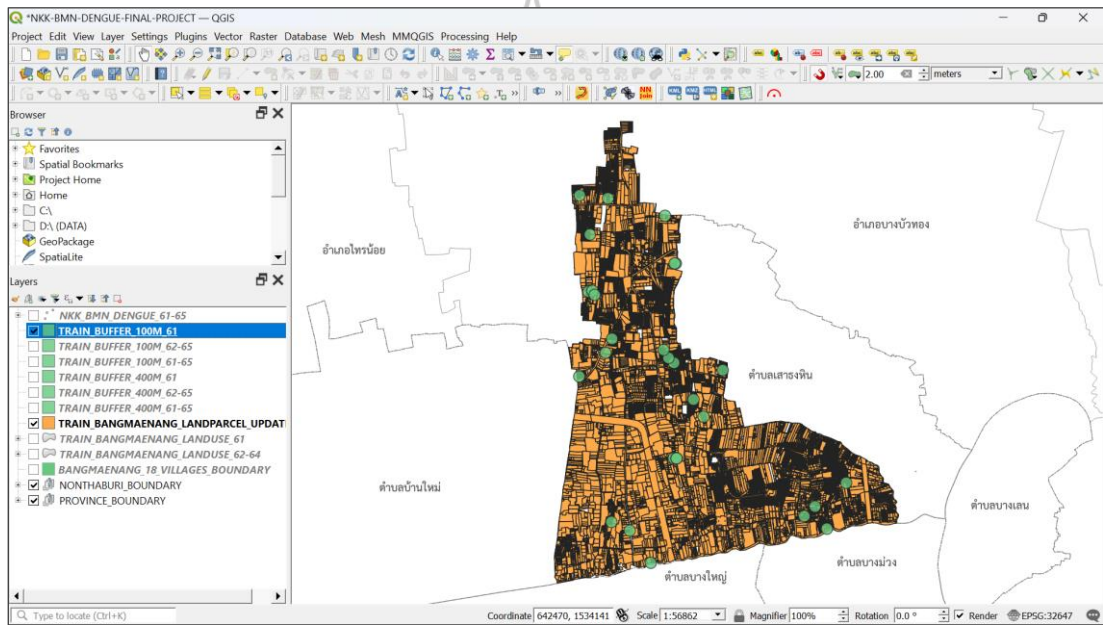 *NKK-BMN-DENGUE-FINAL-PROJECT — QGIS
Project Edit View Layer Settings Plugins Vector Raster Database Web Mesh MMQGIS Processing Help
2.00 meters
NN Join KML KMZ HTML
Browser
Favorites
Spatial Bookmarks
Project Home
Home
C:\
D:\ (DATA)
GeoPackage
SpatiaLite
Layers
NKK_BMN_DENGUE_61-65
TRAIN_BUFFER_100M_61
TRAIN_BUFFER_100M_62-65
TRAIN_BUFFER_100M_61-65
TRAIN_BUFFER_400M_61
TRAIN_BUFFER_400M_62-65
TRAIN_BUFFER_400M_61-65
TRAIN_BANGMAENANG_LANDPARCEL_UPDAT
TRAIN_BANGMAENANG_LANDUSE_61
TRAIN_BANGMAENANG_LANDUSE_62-64
BANGMAENANG_18_VILLAGES_BOUNDARY
NONTHABURI_BOUNDARY
PROVINCE_BOUNDARY
อำเภอบางบัวทอง
อำเภอไทรน้อย
ตำบลเสาธงหิน
ตำบลบ้านใหม่
ตำบลบางเลน
ตำบลบางม่วง
ตำบลบางใหญ่
Type to locate (Ctrl+K) Coordinate 642470, 1534141 Scale 1:56862 Magnifier 100% Rotation 0.0 ° Render EPSG:32647